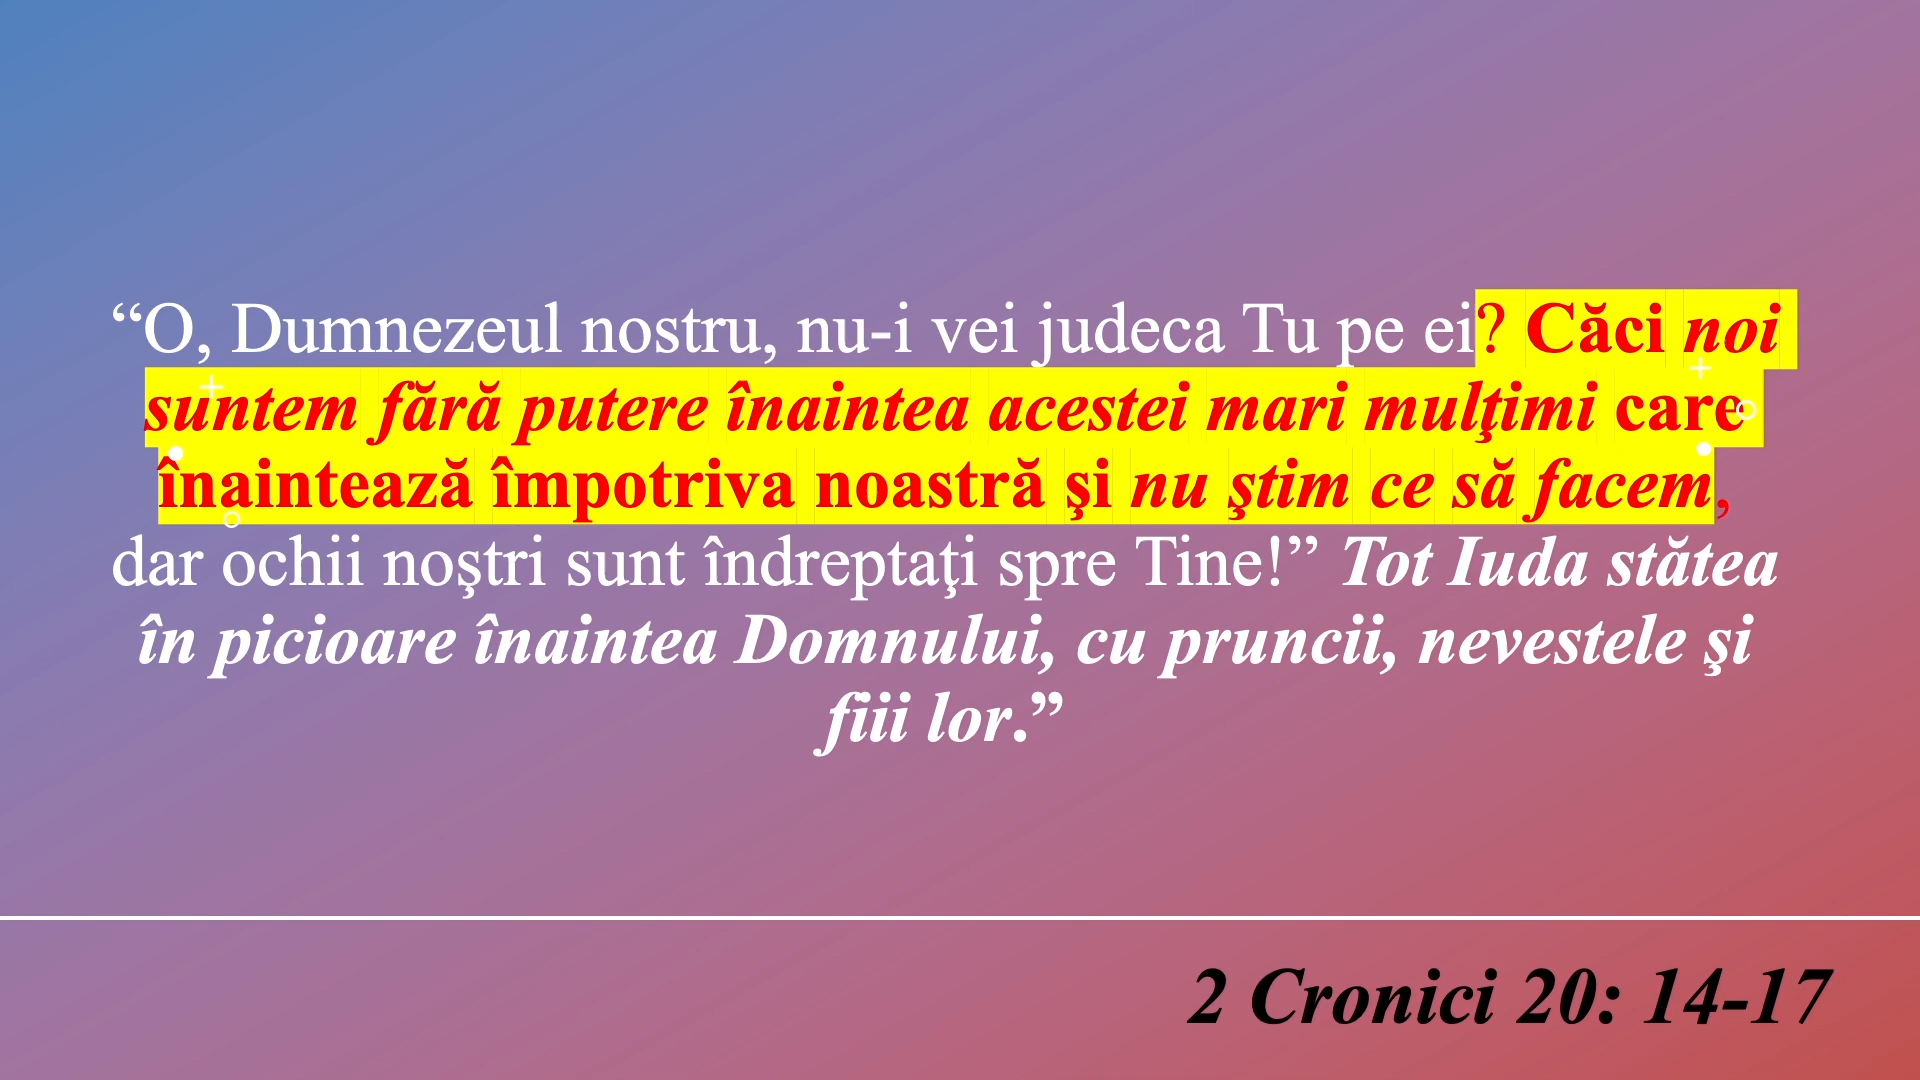 “O, Dumnezeul nostru, nu-i vei judeca Tu pe ei? Căci noi
suntem fără putere înaintea acestei mari mulţimi care
înaintează împotriva noastră şi nu ştim ce să facem,
dar ochii noştri sunt îndreptaţi spre Tine!” Tot Iuda stătea
în picioare înaintea Domnului, cu pruncii, nevestele şi
fiii lor.”
2 Cronici 20: 14-17